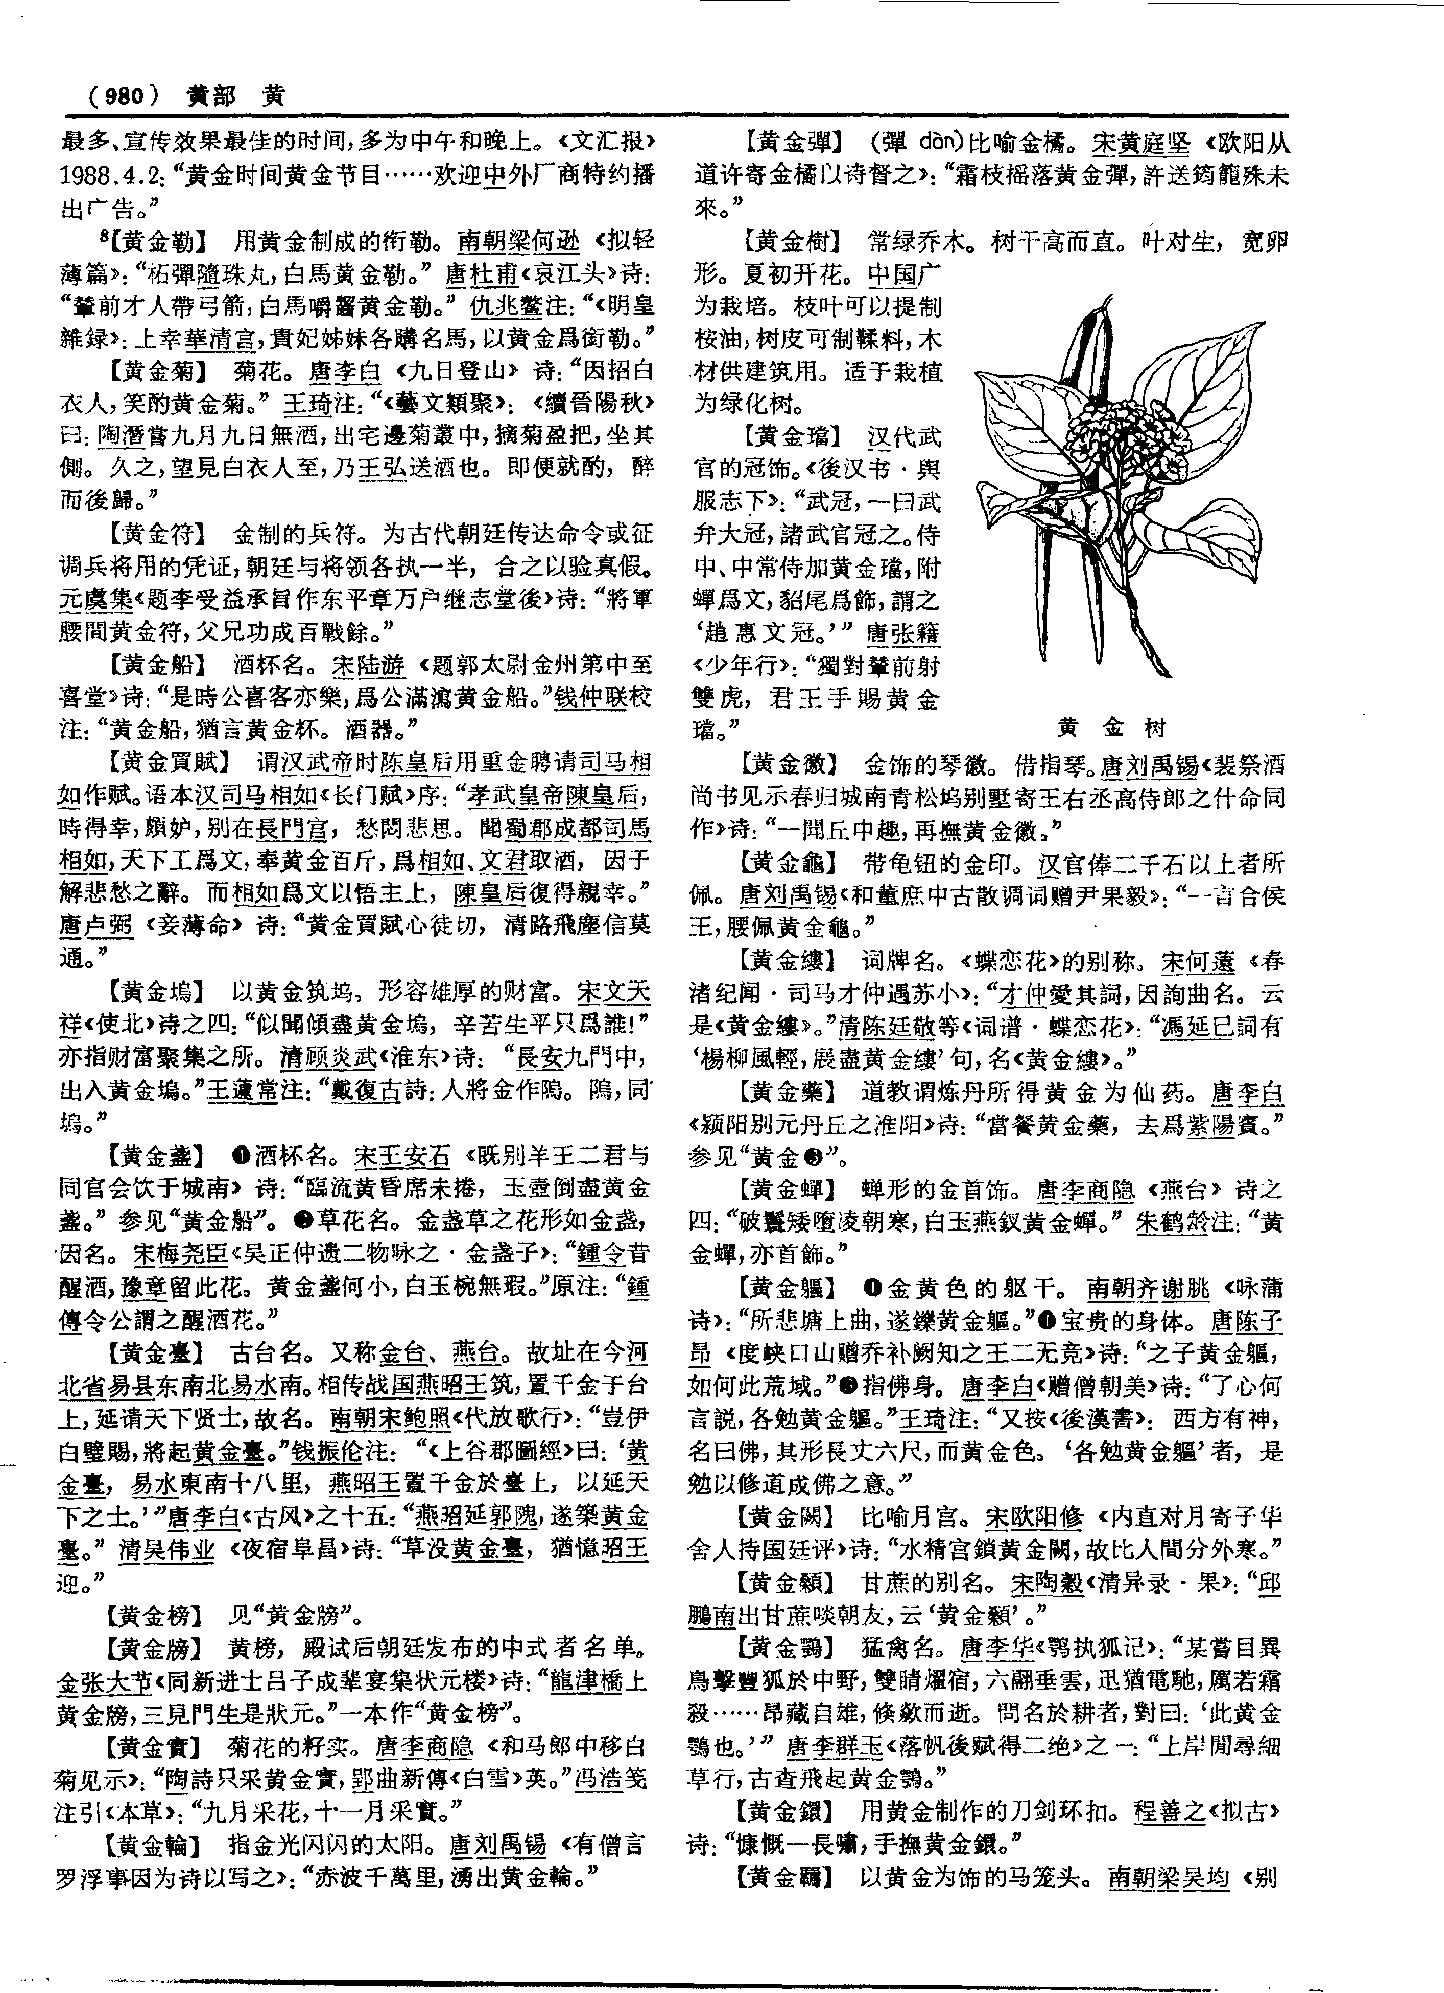 （980） 黄部 黄
最多、宣传效果最佳的时间，多为中午和晚上。《文汇报》
1988.4.2：“黄金时间黄金节目……欢迎中外厂商特约播
出广告。”
8【黄金勒】 用黄金制成的衔勒。南朝梁何逊《拟轻
薄篇》：“柘彈隨珠丸，白馬黄金勒。”唐杜甫《哀江头》诗：
“輦前才人帶弓箭，白馬嚼齧黄金勒。”仇兆鳌注：“《明皇
雜録》：上幸華清宫，貴妃姊妹各購名馬，以黄金爲銜勒。”
【黄金菊】 菊花。唐李白《九日登山》诗：“因招白
衣人，笑酌黄金菊。”王琦注：“《藝文類聚》：《續晉陽秋》
曰：陶潛嘗九月九日無酒，出宅邊菊叢中，摘菊盈把，坐其
側。久之，望見白衣人至，乃王弘送酒也。即便就酌，醉
而後歸。”
【黄金符】 金制的兵符。为古代朝廷传达命令或征
调兵将用的凭证，朝廷与将领各执一半，合之以验真假。
元虞集《题李受益承旨作东平章万户继志堂後》诗：“將軍
腰間黄金符，父兄功成百戰餘。”
【黄金船】 酒杯名。宋陆游《题郭太尉金州第中至
喜堂》诗：“是時公喜客亦樂，爲公滿瀉黄金船。”钱仲联校
注：“黄金船，猶言黄金杯。酒器。”
【黄金買賦】 谓汉武帝时陈皇后用重金聘请司马相
如作赋。语本汉司马相如《长门赋》序：“孝武皇帝陳皇后，
時得幸，頗妒，别在長門宫，愁悶悲思。聞蜀郡成都司馬
相如，天下工爲文，奉黄金百斤，爲相如、文君取酒，因于
解悲愁之辭。而相如爲文以悟主上，陳皇后復得親幸。”
唐卢弼《妾薄命》诗：“黄金買賦心徒切，清路飛塵信莫
通。”
【黄金塢】 以黄金筑坞。形容雄厚的财富。宋文天
祥《使北》诗之四：“似聞傾盡黄金塢，辛苦生平只爲誰！”
亦指财富聚集之所。清顾炎武《淮东》诗：“長安九門中，
出入黄金塢。”王蘧常注：“戴復古詩：人將金作隖。隖，同
塢。”
【黄金盞】 ❶酒杯名。宋王安石《既别羊王二君与
同官会饮于城南》诗：“臨流黄昏席未捲，玉壺倒盡黄金
盞。”参见“黄金船”。❷草花名。金盏草之花形如金盏，
因名。宋梅尧臣《吴正仲遗二物咏之·金盏子》：“鍾令昔
醒酒，豫章留此花。黄金盞何小，白玉椀無瑕。”原注：“鍾
傳令公謂之醒酒花。”
【黄金臺】 古台名。又称金台、燕台。故址在今河
北省易县东南北易水南。相传战国燕昭王筑，置千金于台
上，延请天下贤士，故名。南朝宋鲍照《代放歌行》：“豈伊
白璧賜，將起黄金臺。”钱振伦注：“《上谷郡圖經》曰：‘黄
金臺，易水東南十八里，燕昭王置千金於臺上，以延天
下之士。’”唐李白《古风》之十五：“燕昭延郭隗，遂築黄金
臺。”清吴伟业《夜宿阜昌》诗：“草没黄金臺，猶憶昭王
迎。”
【黄金榜】 见“黄金牓”。
【黄金牓】 黄榜，殿试后朝廷发布的中式者名单。
金张大节《同新进士吕子成辈宴集状元楼》诗：“龍津橋上
黄金牓，三見門生是狀元。”一本作“黄金榜”。
【黄金實】 菊花的籽实。唐李商隐《和马郎中移白
菊见示》：“陶詩只采黄金實，郢曲新傳《白雪》英。”冯浩笺
注引《本草》：“九月采花，十一月采實。”
【黄金輪】 指金光闪闪的太阳。唐刘禹锡《有僧言
罗浮事因为诗以写之》：“赤波千萬里，湧出黄金輪。”
【黄金彈】 （彈 dàn）比喻金橘。宋黄庭坚《欧阳从
道许寄金橘以诗督之》：“霜枝摇落黄金彈，許送筠籠殊未
來。”
【黄金樹】 常绿乔木。树干高而直。叶对生，宽卵
形。夏初开花。中国广
为栽培。枝叶可以提制
桉油，树皮可制鞣料，木
材供建筑用。适于栽植
为绿化树。
【黄金璫】 汉代武
官的冠饰。《後汉书·舆
服志下》：“武冠，一曰武
弁大冠，諸武官冠之。侍
中、中常侍加黄金璫，附
蟬爲文，貂尾爲飾，謂之
‘趙惠文冠。’”唐张籍
《少年行》：“獨對輦前射
雙虎，君王手賜黄金
璫。”
黄金树
【黄金徽】 金饰的琴徽。借指琴。唐刘禹锡《裴祭酒
尚书见示春归城南青松坞别墅寄王右丞高侍郎之什命同
作》诗：“一聞丘中趣，再撫黄金徽。”
【黄金龜】 带龟钮的金印。汉官俸二千石以上者所
佩。唐刘禹锡《和董庶中古散调词赠尹果毅》：“一言合侯
王，腰佩黄金龜。”
【黄金縷】 词牌名。《蝶恋花》的别称。宋何薳《春
渚纪闻·司马才仲遇苏小》：“才仲愛其詞，因詢曲名。云
是《黄金縷》。”清陈廷敬等《词谱·蝶恋花》：“馮延巳詞有
‘楊柳風輕，展盡黄金縷’句，名《黄金縷》。”
【黄金藥】 道教谓炼丹所得黄金为仙药。唐李白
《颍阳别元丹丘之淮阳》诗：“當餐黄金藥，去爲紫陽賓。”
参见“黄金❸”。
【黄金蟬】 蝉形的金首饰。唐李商隐《燕台》诗之
四：“破鬟矮墮凌朝寒，白玉燕釵黄金蟬。”朱鹤龄注：“黄
金蟬，亦首飾。”
【黄金軀】 ❶金黄色的躯干。南朝齐谢朓《咏蒲
诗》：“所悲塘上曲，遂鑠黄金軀。”❶宝贵的身体。唐陈子
昂《度峡口山赠乔补阙知之王二无竞》诗：“之子黄金軀，
如何此荒域。”❸指佛身。唐李白《赠僧朝美》诗：“了心何
言説，各勉黄金軀。”王琦注：“又按《後漢書》：西方有神，
名曰佛，其形長丈六尺，而黄金色。‘各勉黄金軀’者，是
勉以修道成佛之意。”
【黄金闕】 比喻月宫。宋欧阳修《内直对月寄子华
舍人持国廷评》诗：“水精宫鎖黄金闕，故比人間分外寒。”
【黄金顙】 甘蔗的别名。宋陶穀《清异录·果》：“邱
鵬南出甘蔗啖朝友，云‘黄金顙’。”
【黄金鶚】 猛禽名。唐李华《鹗执狐记》：“某嘗目異
鳥擊豐狐於中野，雙睛燿宿，六翮垂雲，迅猶電馳，厲若霜
殺……昂藏自雄，倏歘而逝。問名於耕者，對曰：‘此黄金
鶚也。’”唐李群玉《落帆後赋得二绝》之一：“上岸閒尋細
草行，古查飛起黄金鶚。”
【黄金鐶】 用黄金制作的刀剑环扣。程善之《拟古》
诗：“慷慨一長嘯，手撫黄金鐶。”
【黄金羈】 以黄金为饰的马笼头。南朝梁吴均《别